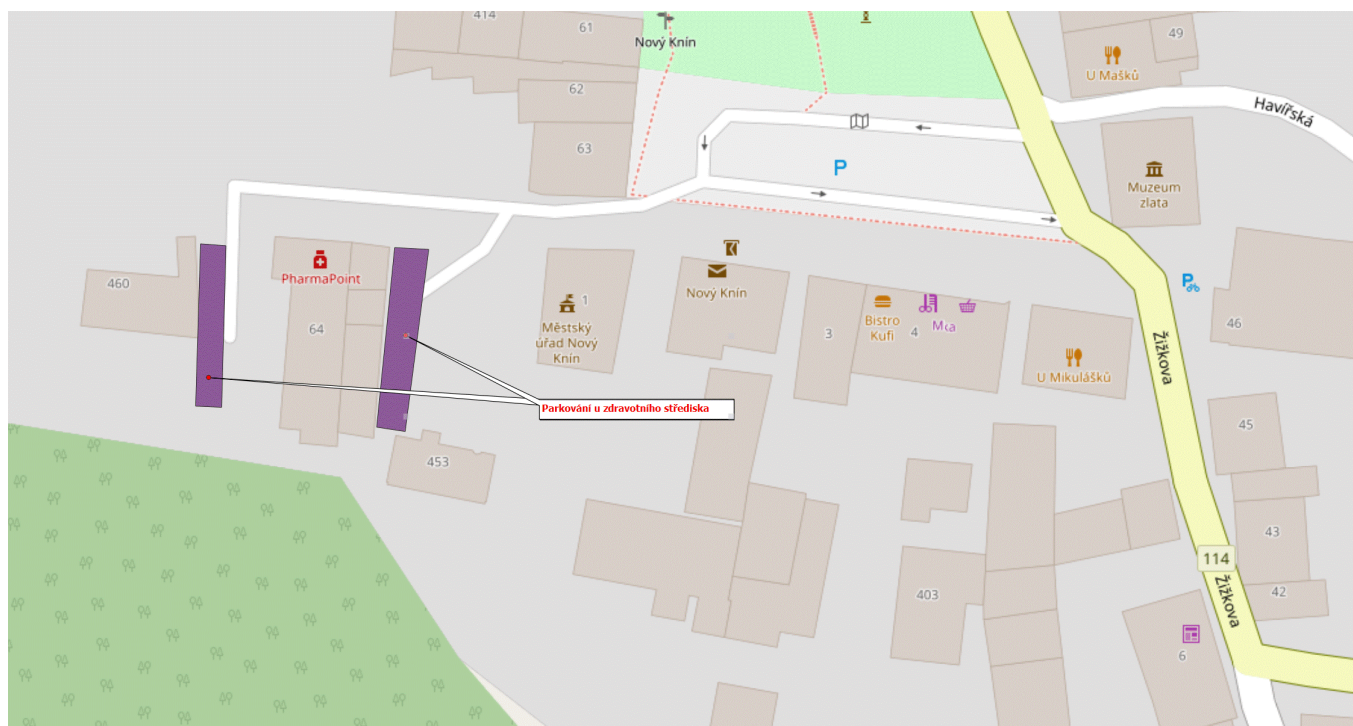 414
61
Nový Knín
49
U Mašků
62
Havířská
63
P
Muzeum
zlata
460
PharmaPoint
64
1
Městský
úřad Nový
Knín
Nový Knín
P
3
Bistro
Kufi
4
46
U Mikulášků
Žižkova
Parkování u zdravotního střediska
45
453
43
114
403
42
Žižkova
6